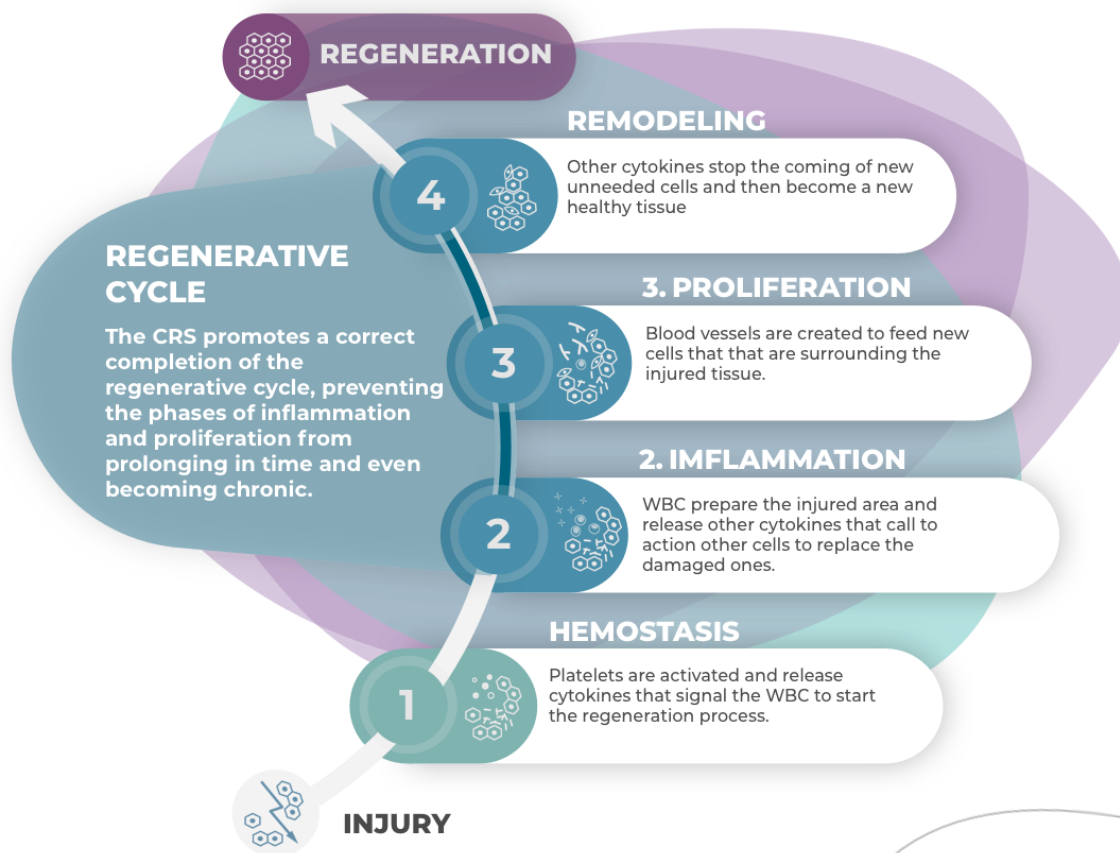 REGENERATION
REMODELING
4
Other cytokines stop the coming of new
unneeded cells and then become a new
healthy tissue
REGENERATIVE
CYCLE
The CRS promotes a correct
completion of the
regenerative cycle, preventing
the phases of inflammation
and proliferation from
prolonging in time and even
becoming chronic.
3. PROLIFERATION
3
Blood vessels are created to feed new
cells that that are surrounding the
injured tissue.
2. IMFLAMMATION
2
WBC prepare the injured area and
release other cytokines that call to
action other cells to replace the
damaged ones.
HEMOSTASIS
1
Platelets are activated and release
cytokines that signal the WBC to start
the regeneration process.
INJURY